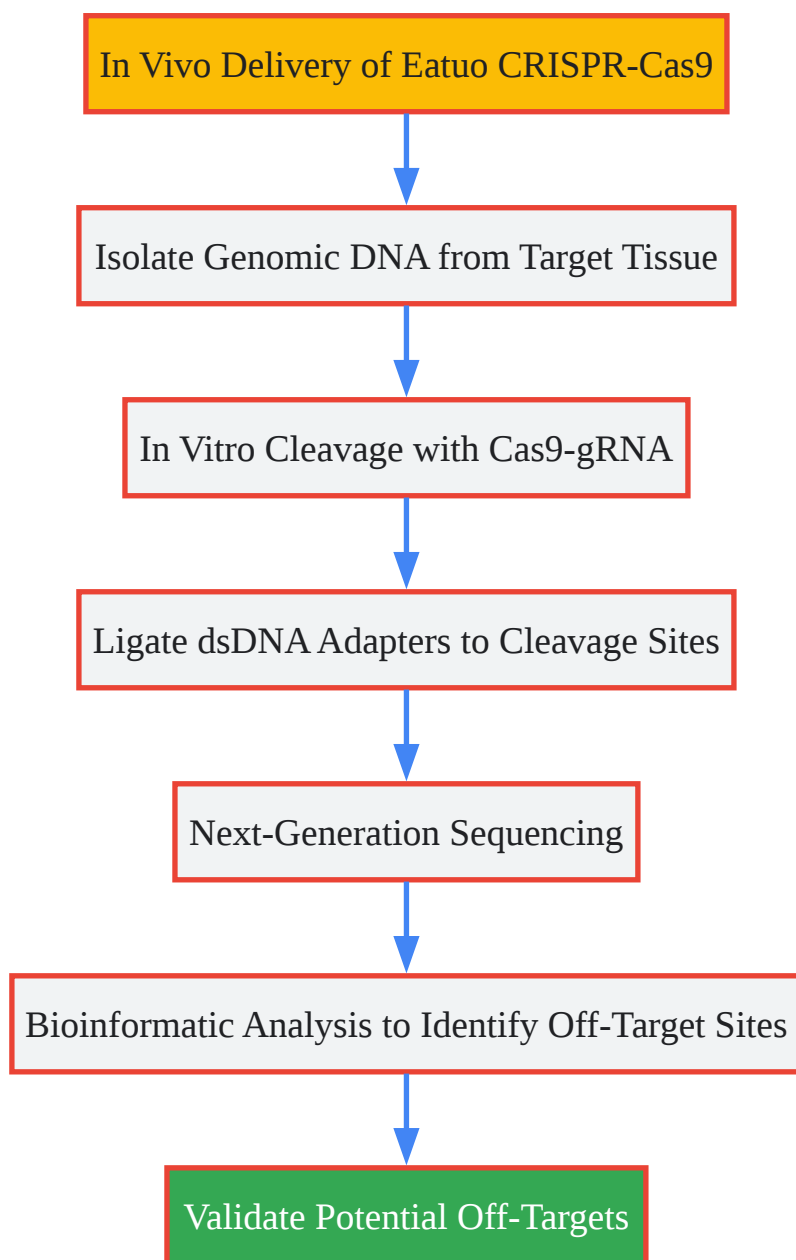 In Vivo Delivery of Eatuo CRISPR-Cas9
Isolate Genomic DNA from Target Tissue
In Vitro Cleavage with Cas9-gRNA
Ligate dsDNA Adapters to Cleavage Sites
Next-Generation Sequencing
Bioinformatic Analysis to Identify Off-Target Sites
Validate Potential Off-Targets